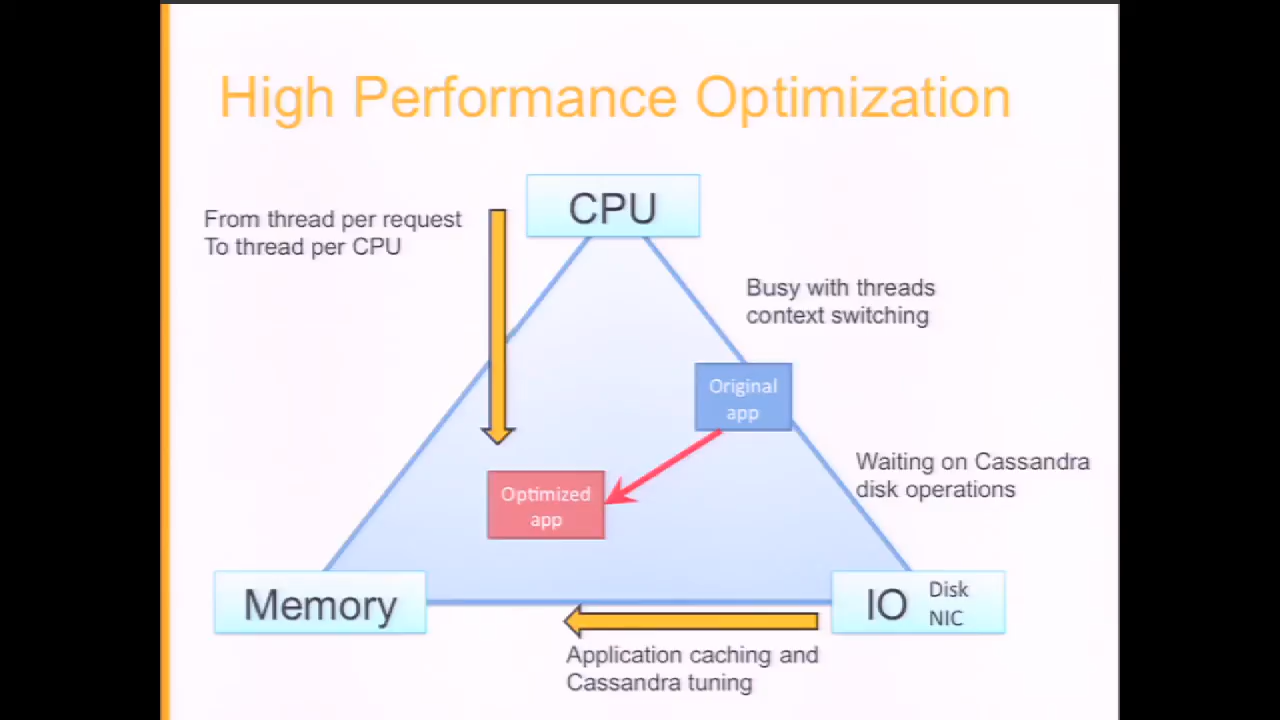 High Performance Optimization
CPU
From thread per request
To thread per CPU
Busy with threads
context switching
Original
app
Waiting on Cassandra
disk operations
Optimized
app
Memory
IO
Disk
NIC
Application caching and
Cassandra tuning